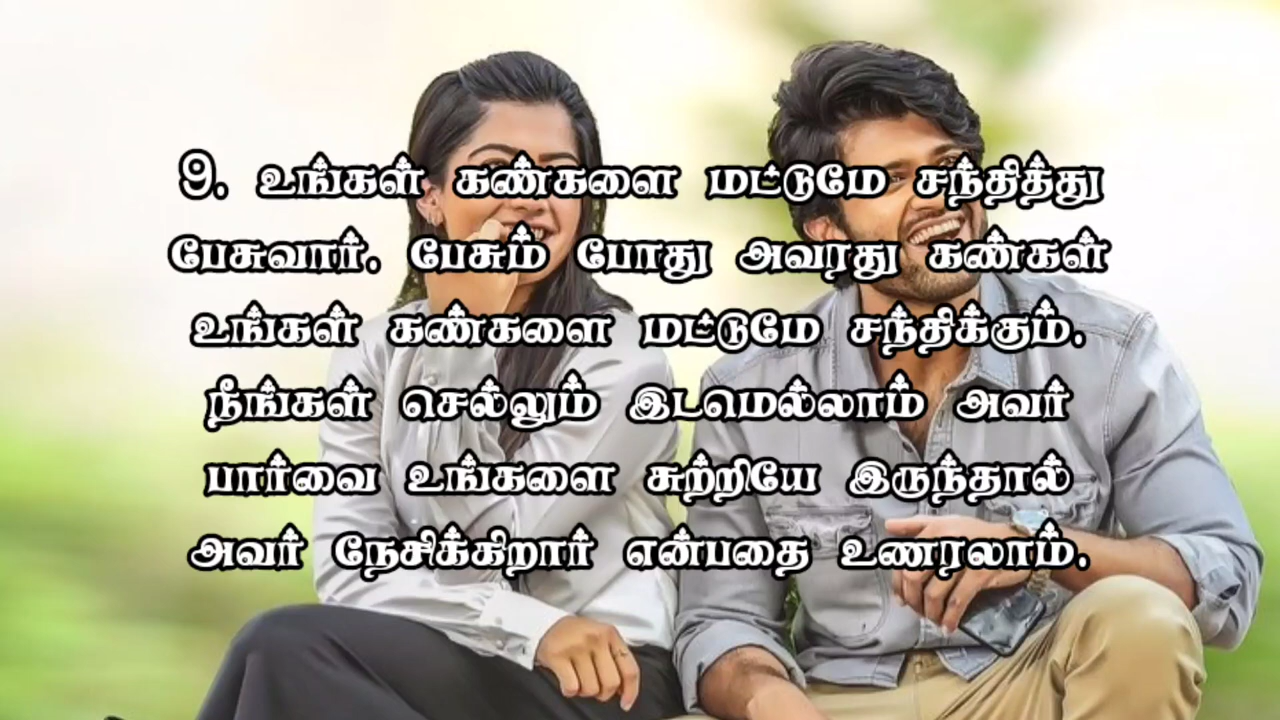 9. உங்கள் கண்களை மட்டுமே சந்தித்து
பேசுவார். பேசும் போது அவரது கண்கள்
உங்கள் கண்களை மட்டுமே சந்திக்கும்.
நீங்கள் செல்லும் இடமெல்லாம் அவர்
பார்வை உங்களை சுற்றியே இருந்தால்
அவர் நேசிக்கிறார் என்பதை உணரலாம்.